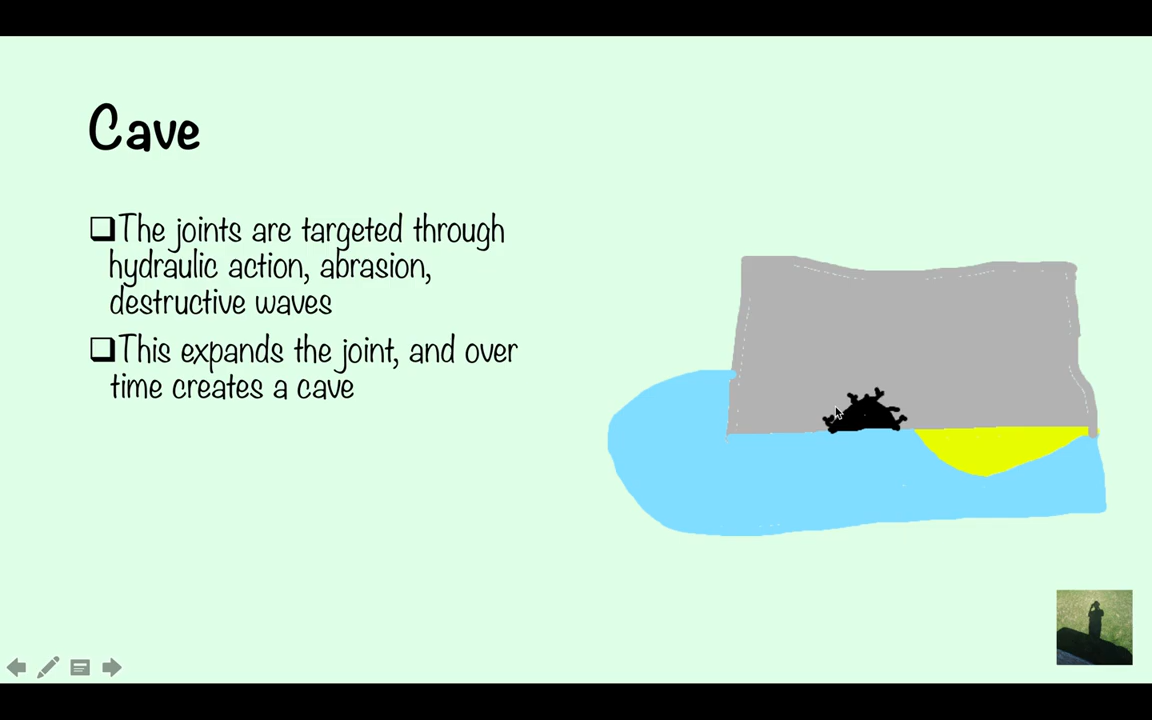 Cave
❑The joints are targeted through
hydraulic action, abrasion,
destructive waves
❑This expands the joint, and over
time creates a cave